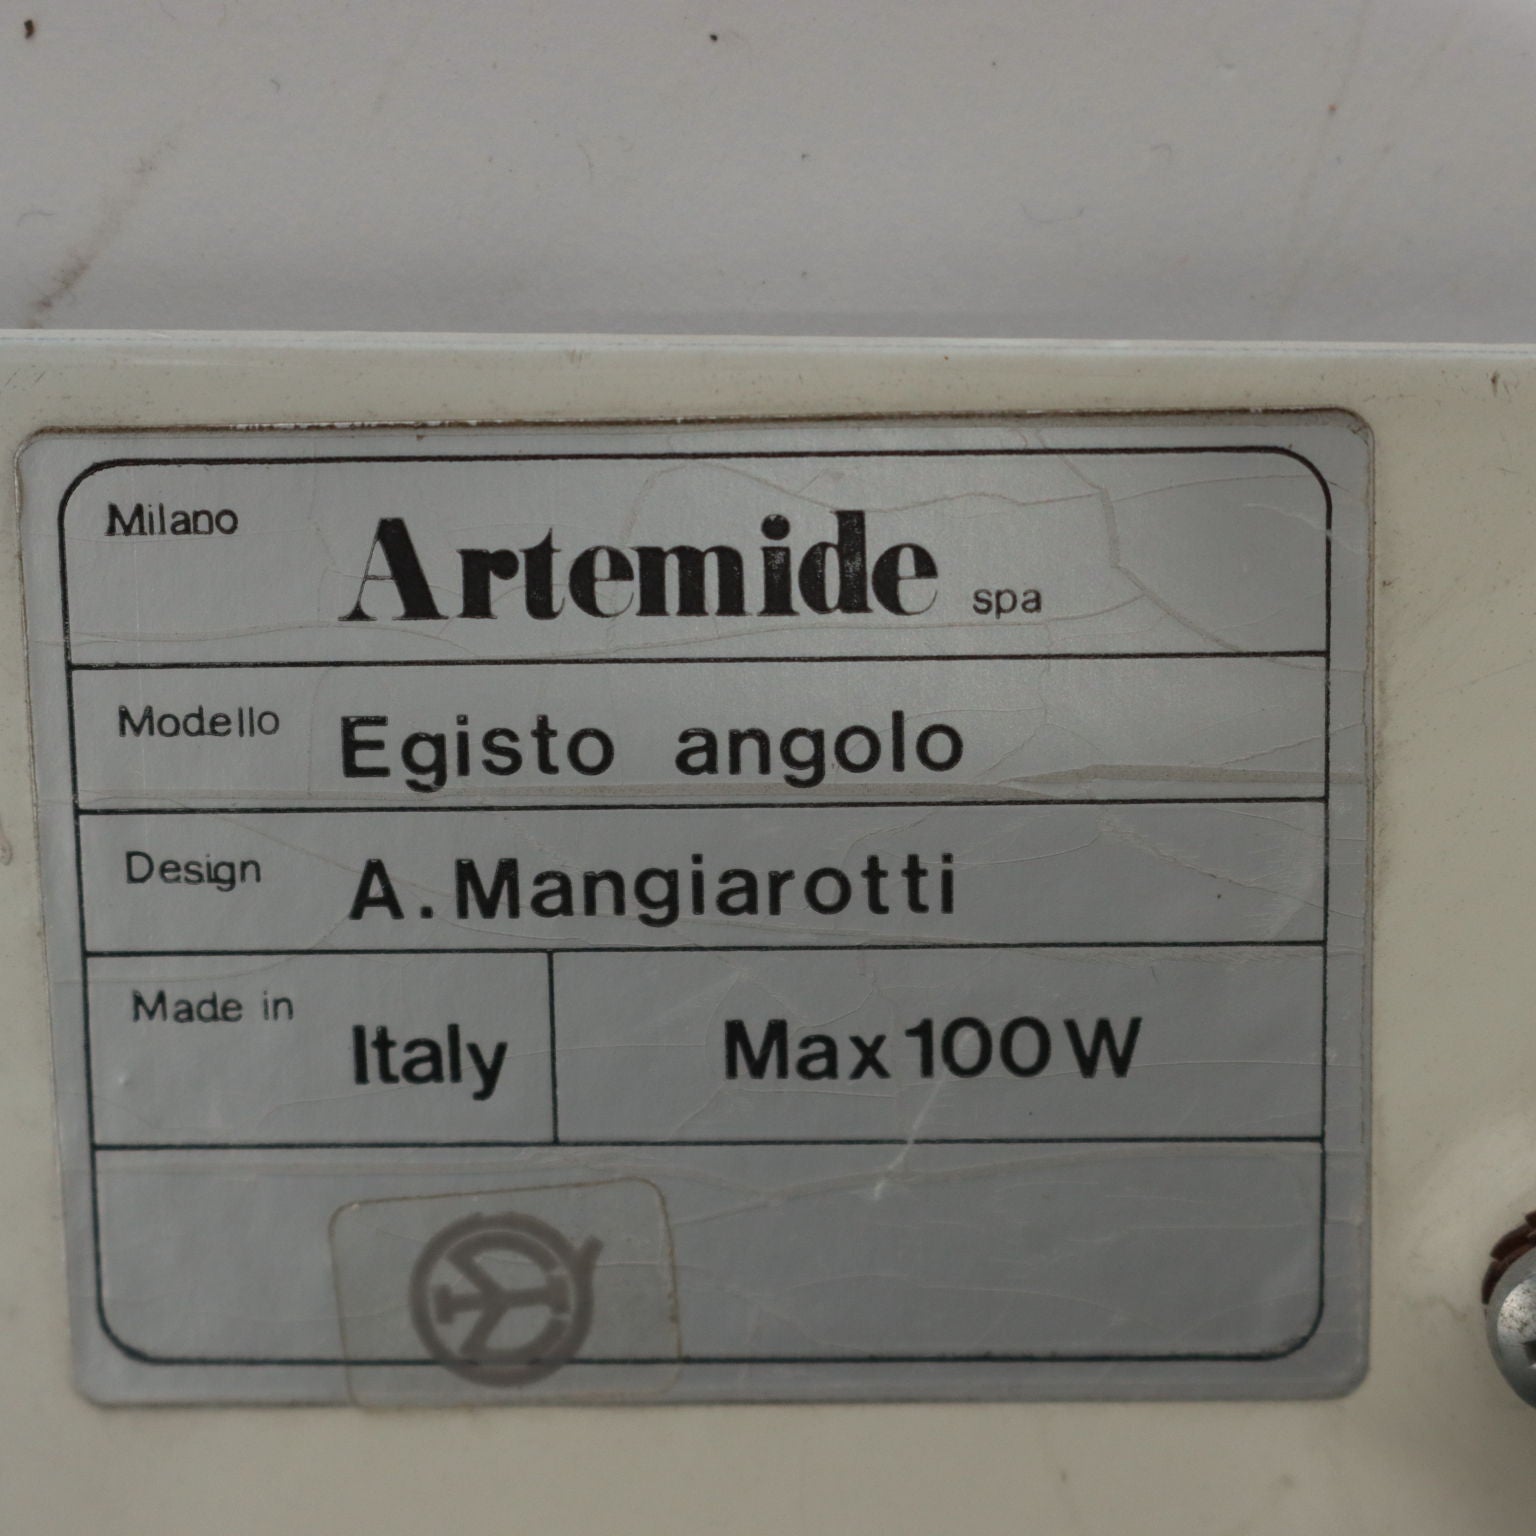 Milano Artemide spa
Modello Egisto angolo
Design A. Mangiarotti
Made in Italy Max 100 W